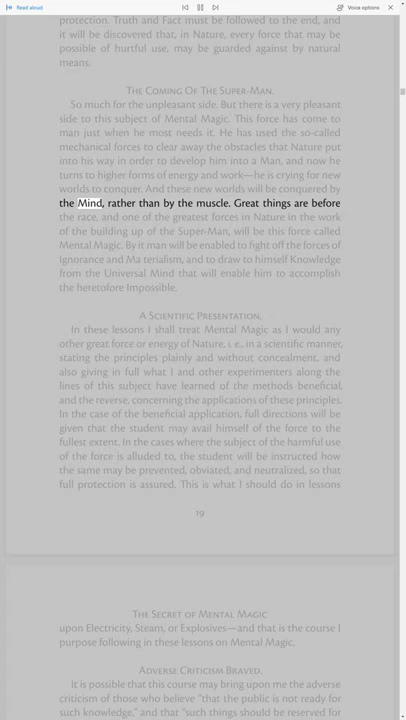 Read aloud
Voice options
protection. Truth and Fact must be followed to the end, and
it will be discovered that, in Nature, every force that may be
possible of hurtful use, may be guarded against by natural
means.
The Coming Of The Super-Man.
So much for the unpleasant side. But there is a very pleasant
side to this subject of Mental Magic. This force has come to
man just when he most needs it. He has used the so-called
mechanical forces to clear away the obstacles that Nature put
into his way in order to develop him into a Man, and now he
turns to higher forms of energy and work—he is crying for new
worlds to conquer. And these new worlds will be conquered by
the Mind, rather than by the muscle. Great things are before
the race, and one of the greatest forces in Nature in the work
of the building up of the Super-Man, will be this force called
Mental Magic. By it man will be enabled to fight off the forces of
Ignorance and Ma terialism, and to draw to himself Knowledge
from the Universal Mind that will enable him to accomplish
the heretofore Impossible.
A Scientific Presentation.
In these lessons I shall treat Mental Magic as I would any
other great force or energy of Nature, i. e., in a scientific manner,
stating the principles plainly and without concealment, and
also giving in full what I and other experimenters along the
lines of this subject have learned of the methods beneficial,
and the reverse, concerning the applications of these principles.
In the case of the beneficial application, full directions will be
given that the student may avail himself of the force to the
fullest extent. In the cases where the subject of the harmful use
of the force is alluded to, the student will be instructed how
the same may be prevented, obviated, and neutralized, so that
full protection is assured. This is what I should do in lessons
19
The Secret of Mental Magic
upon Electricity, Steam, or Explosives—and that is the course I
purpose following in these lessons on Mental Magic.
Adverse Criticism Braved.
It is possible that this course may bring upon me the adverse
criticism of those who believe "that the public is not ready for
such knowledge," and that "such things should be reserved for